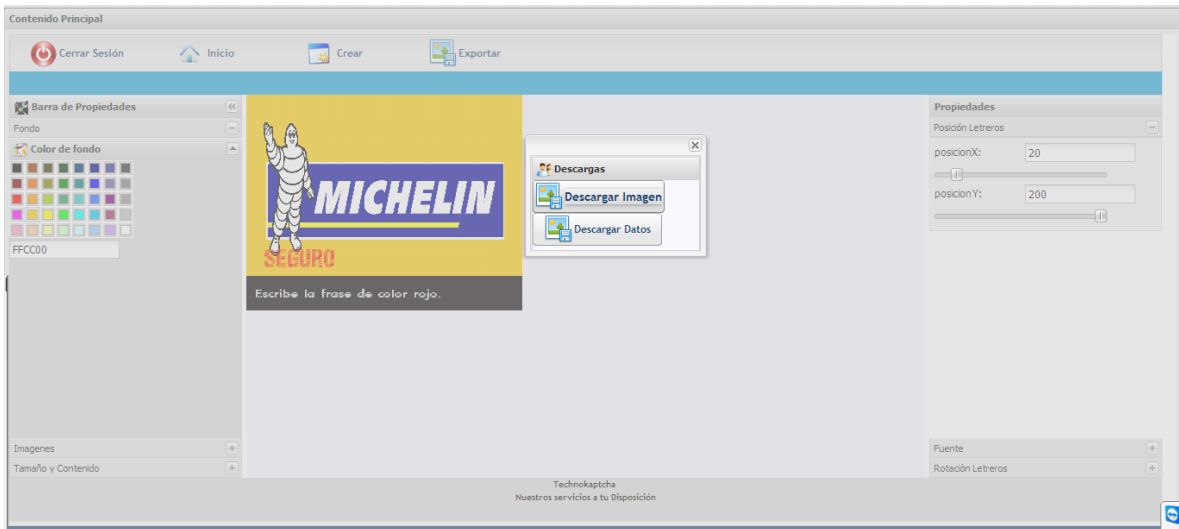 Contenido Principal
Cerrar Sesión
Inicio
Crear
Exportar
Barra de Propiedades
Fondo
Color de fondo
FFCC00
Imagenes
Tamaño y Contenido
MICHELIN
SEGURO
Escribe la frase de color rojo.
Descargas
Descargar Imagen
Descargar Datos
Propiedades
Posición Letreros
posicionX: 20
posicionY: 200
Fuente
Rotación Letreros
Technokaptcha
Nuestros servicios a tu Disposición